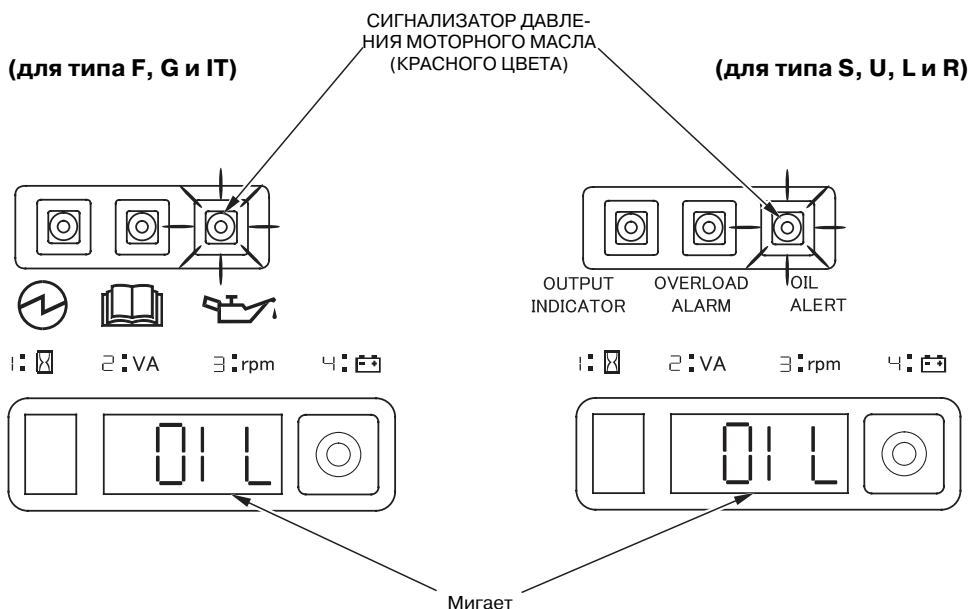 СИГНАЛИЗАТОР ДАВЛЕ-
НИЯ МОТОРНОГО МАСЛА
(КРАСНОГО ЦВЕТА)
(для типа F, G и IT)
(для типа S, U, L и R)
OUTPUT
INDICATOR
OVERLOAD
ALARM
OIL
ALERT
1: 2:VA 3:rpm 4:
1: 2:VA 3:rpm 4:
OIL
OIL
Мигает